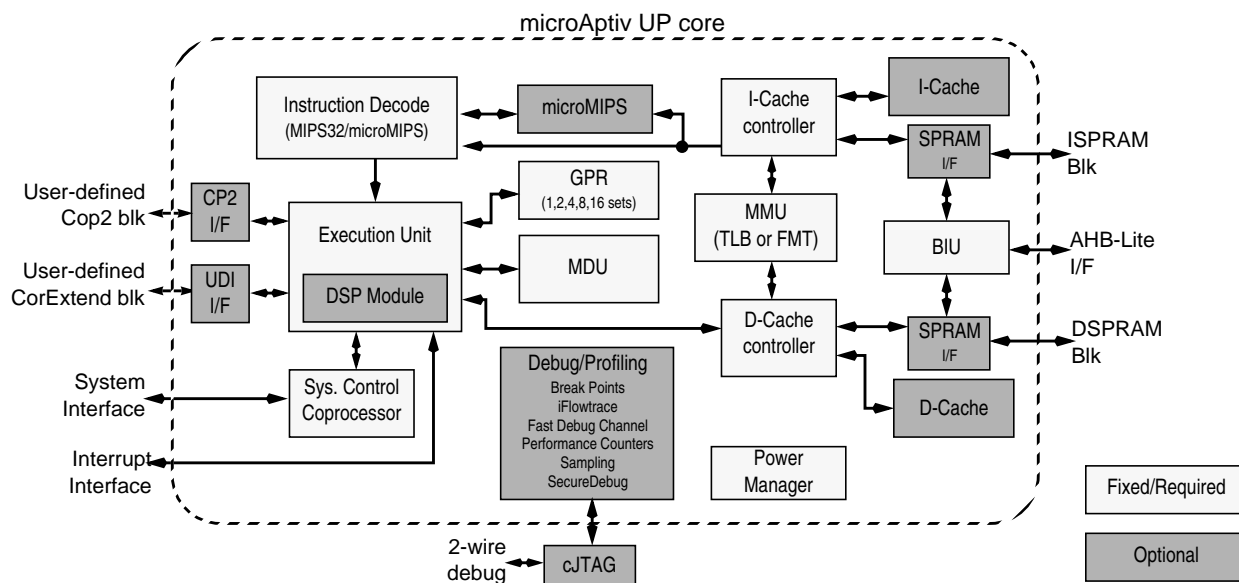 microAptiv UP core
Instruction Decode
(MIPS32/microMIPS)
microMIPS
I-Cache
controller
I-Cache
SPRAM
I/F
ISPRAM
Blk
User-defined
Cop2 blk
CP2
I/F
Execution Unit
GPR
(1,2,4,8,16 sets)
MMU
(TLB or FMT)
BIU
AHB-Lite
I/F
User-defined
CorExtend blk
UDI
I/F
DSP Module
MDU
D-Cache
controller
SPRAM
I/F
DSPRAM
Blk
System
Interface
Sys. Control
Coprocessor
Debug/Profiling
Break Points
iFlowtrace
Fast Debug Channel
Performance Counters
Sampling
SecureDebug
D-Cache
Interrupt
Interface
Power
Manager
Fixed/Required
2-wire
debug
cJTAG
Optional